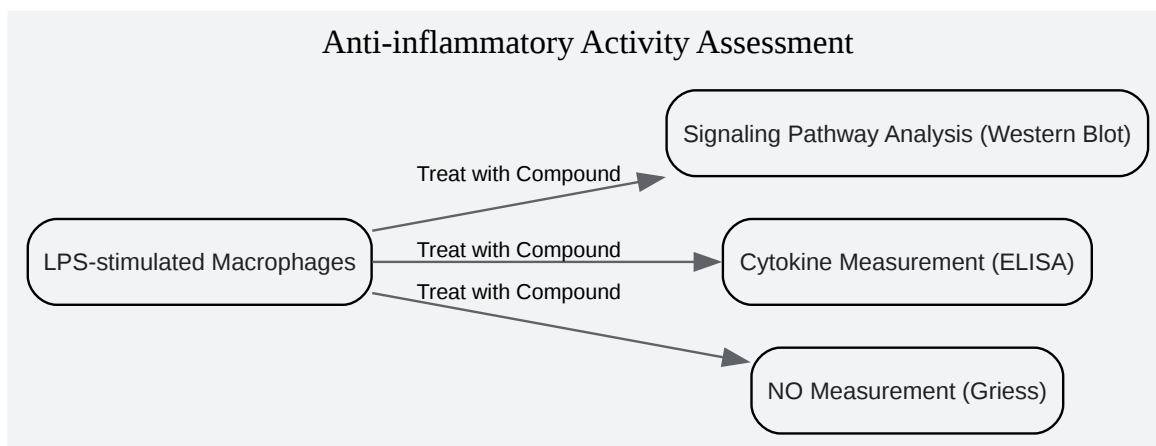 Anti-inflammatory Activity Assessment
Signaling Pathway Analysis (Western Blot)
Treat with Compound
LPS-stimulated Macrophages
Treat with Compound
Cytokine Measurement (ELISA)
Treat with Compound
NO Measurement (Griess)